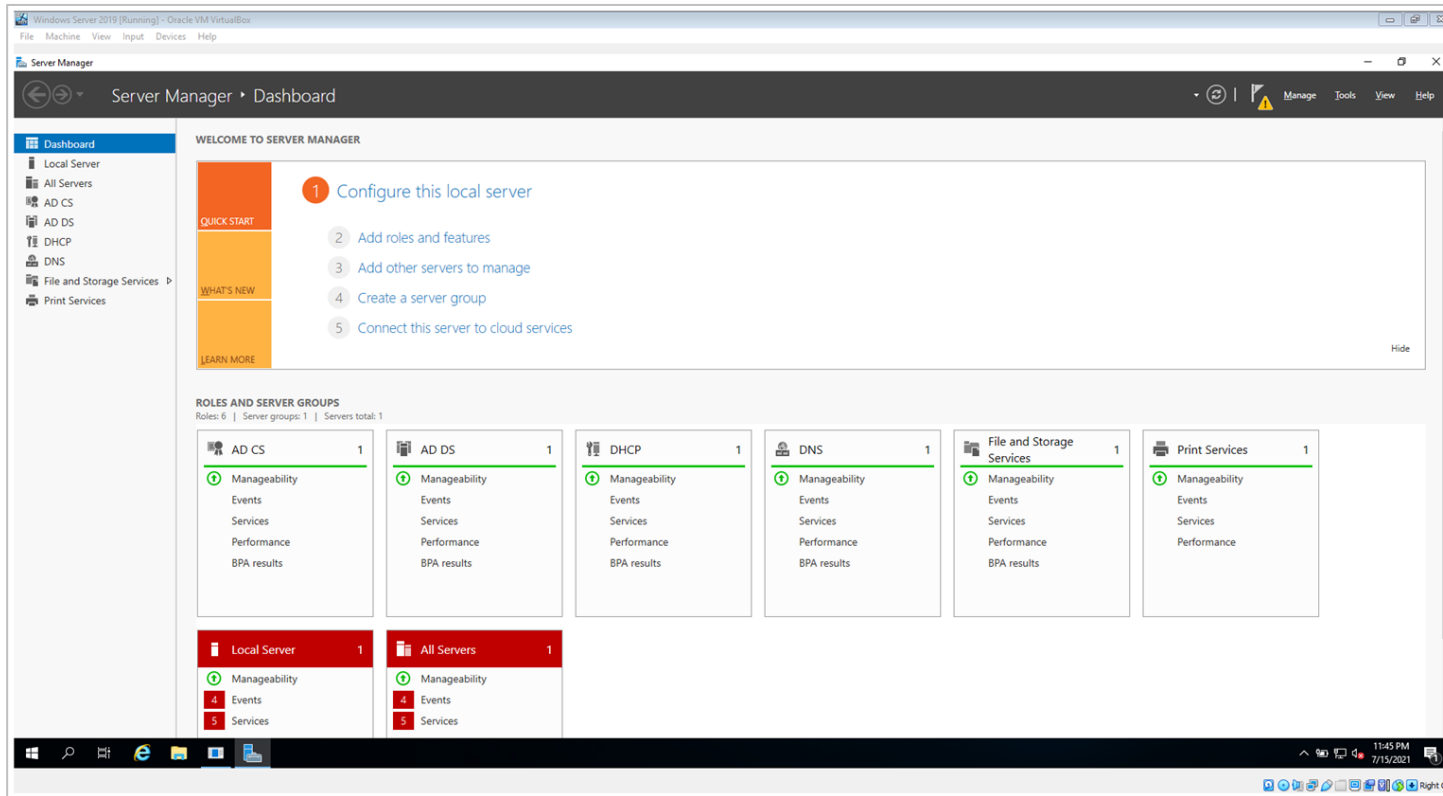 Windows Server 2019 [Running] - Oracle VM VirtualBox
File Machine View Input Devices Help
Server Manager
Server Manager ‣ Dashboard
Manage Tools View Help
Dashboard
Local Server
All Servers
AD CS
AD DS
DHCP
DNS
File and Storage Services
Print Services
WELCOME TO SERVER MANAGER
QUICK START
WHAT'S NEW
LEARN MORE
1 Configure this local server
2 Add roles and features
3 Add other servers to manage
4 Create a server group
5 Connect this server to cloud services
Hide
ROLES AND SERVER GROUPS
Roles: 6 | Server groups: 1 | Servers total: 1
AD CS 1
Manageability
Events
Services
Performance
BPA results
AD DS 1
Manageability
Events
Services
Performance
BPA results
DHCP 1
Manageability
Events
Services
Performance
BPA results
DNS 1
Manageability
Events
Services
Performance
BPA results
File and Storage
Services 1
Manageability
Events
Services
Performance
BPA results
Print Services 1
Manageability
Events
Services
Performance
Local Server 1
Manageability
4 Events
5 Services
All Servers 1
Manageability
4 Events
5 Services
11:45 PM
7/15/2021
1
Right